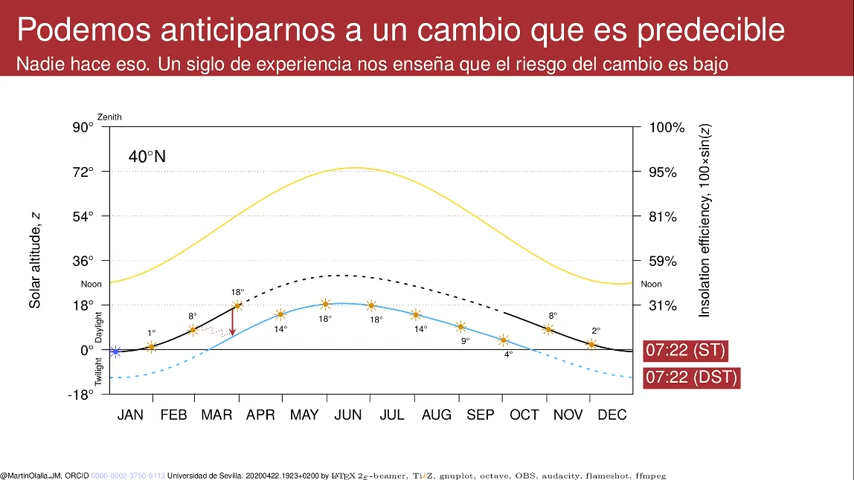 Podemos anticiparnos a un cambio que es predecible
Nadie hace eso. Un siglo de experiencia nos enseña que el riesgo del cambio es bajo
Zenith
90° 100%
40°N
72° 95%
54° 81%
36° 59%
Noon Noon
18° 31%
0°
-18°
Solar altitude, z
Daylight
Twilight
Insolation efficiency, 100×sin(z)
1°
8°
18°
14°
18°
18°
14°
9°
4°
8°
2°
07:22 (ST)
07:22 (DST)
JAN FEB MAR APR MAY JUN JUL AUG SEP OCT NOV DEC
@MartinOlalla_JM, ORCID 0000-0002-3750-9113 Universidad de Sevilla. 20200422.1923+0200 by LATEX 2ε-beamer, TikZ, gnuplot, octave, OBS, audacity, flameshot, ffmpeg